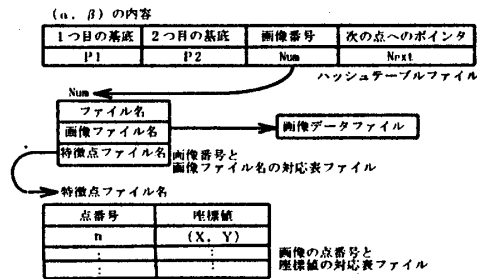 (α, β) の内容
1つ目の基底 2つ目の基底 画像番号 次の点へのポインタ
P1 P2 Num Next
ハッシュテーブルファイル
Num
ファイル名
画像ファイル名 画像データファイル
特徴点ファイル名 画像番号と
画像ファイル名の対応表ファイル
特徴点ファイル名
点番号 座標値
n (X, Y)
: :
: :
画像の点番号と
座標値の対応表ファイル